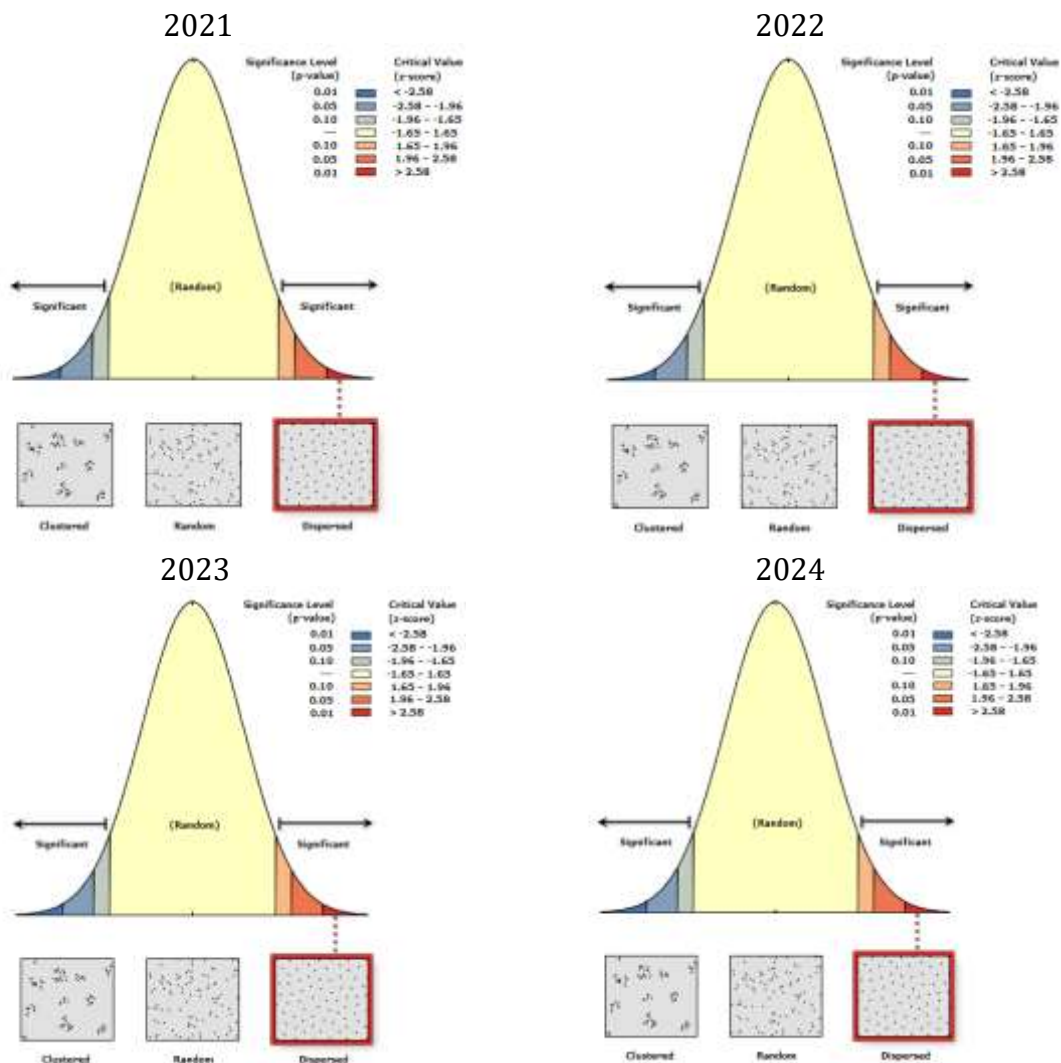 2021
Significance Level (p-value) Critical Value (z-score)
0.01 < -2.58
0.05 -2.58 – -1.96
0.10 -1.96 – -1.65
— -1.65 – 1.65
0.10 1.65 – 1.96
0.05 1.96 – 2.58
0.01 > 2.58
Significant
(Random)
Significant
Clustered
Random
Dispersed
2022
Significance Level (p-value) Critical Value (z-score)
0.01 < -2.58
0.05 -2.58 – -1.96
0.10 -1.96 – -1.65
— -1.65 – 1.65
0.10 1.65 – 1.96
0.05 1.96 – 2.58
0.01 > 2.58
Significant
(Random)
Significant
Clustered
Random
Dispersed
2023
Significance Level (p-value) Critical Value (z-score)
0.01 < -2.58
0.05 -2.58 – -1.96
0.10 -1.96 – -1.65
— -1.65 – 1.65
0.10 1.65 – 1.96
0.05 1.96 – 2.58
0.01 > 2.58
Significant
(Random)
Significant
Clustered
Random
Dispersed
2024
Significance Level (p-value) Critical Value (z-score)
0.01 < -2.58
0.05 -2.58 – -1.96
0.10 -1.96 – -1.65
— -1.65 – 1.65
0.10 1.65 – 1.96
0.05 1.96 – 2.58
0.01 > 2.58
Significant
(Random)
Significant
Clustered
Random
Dispersed